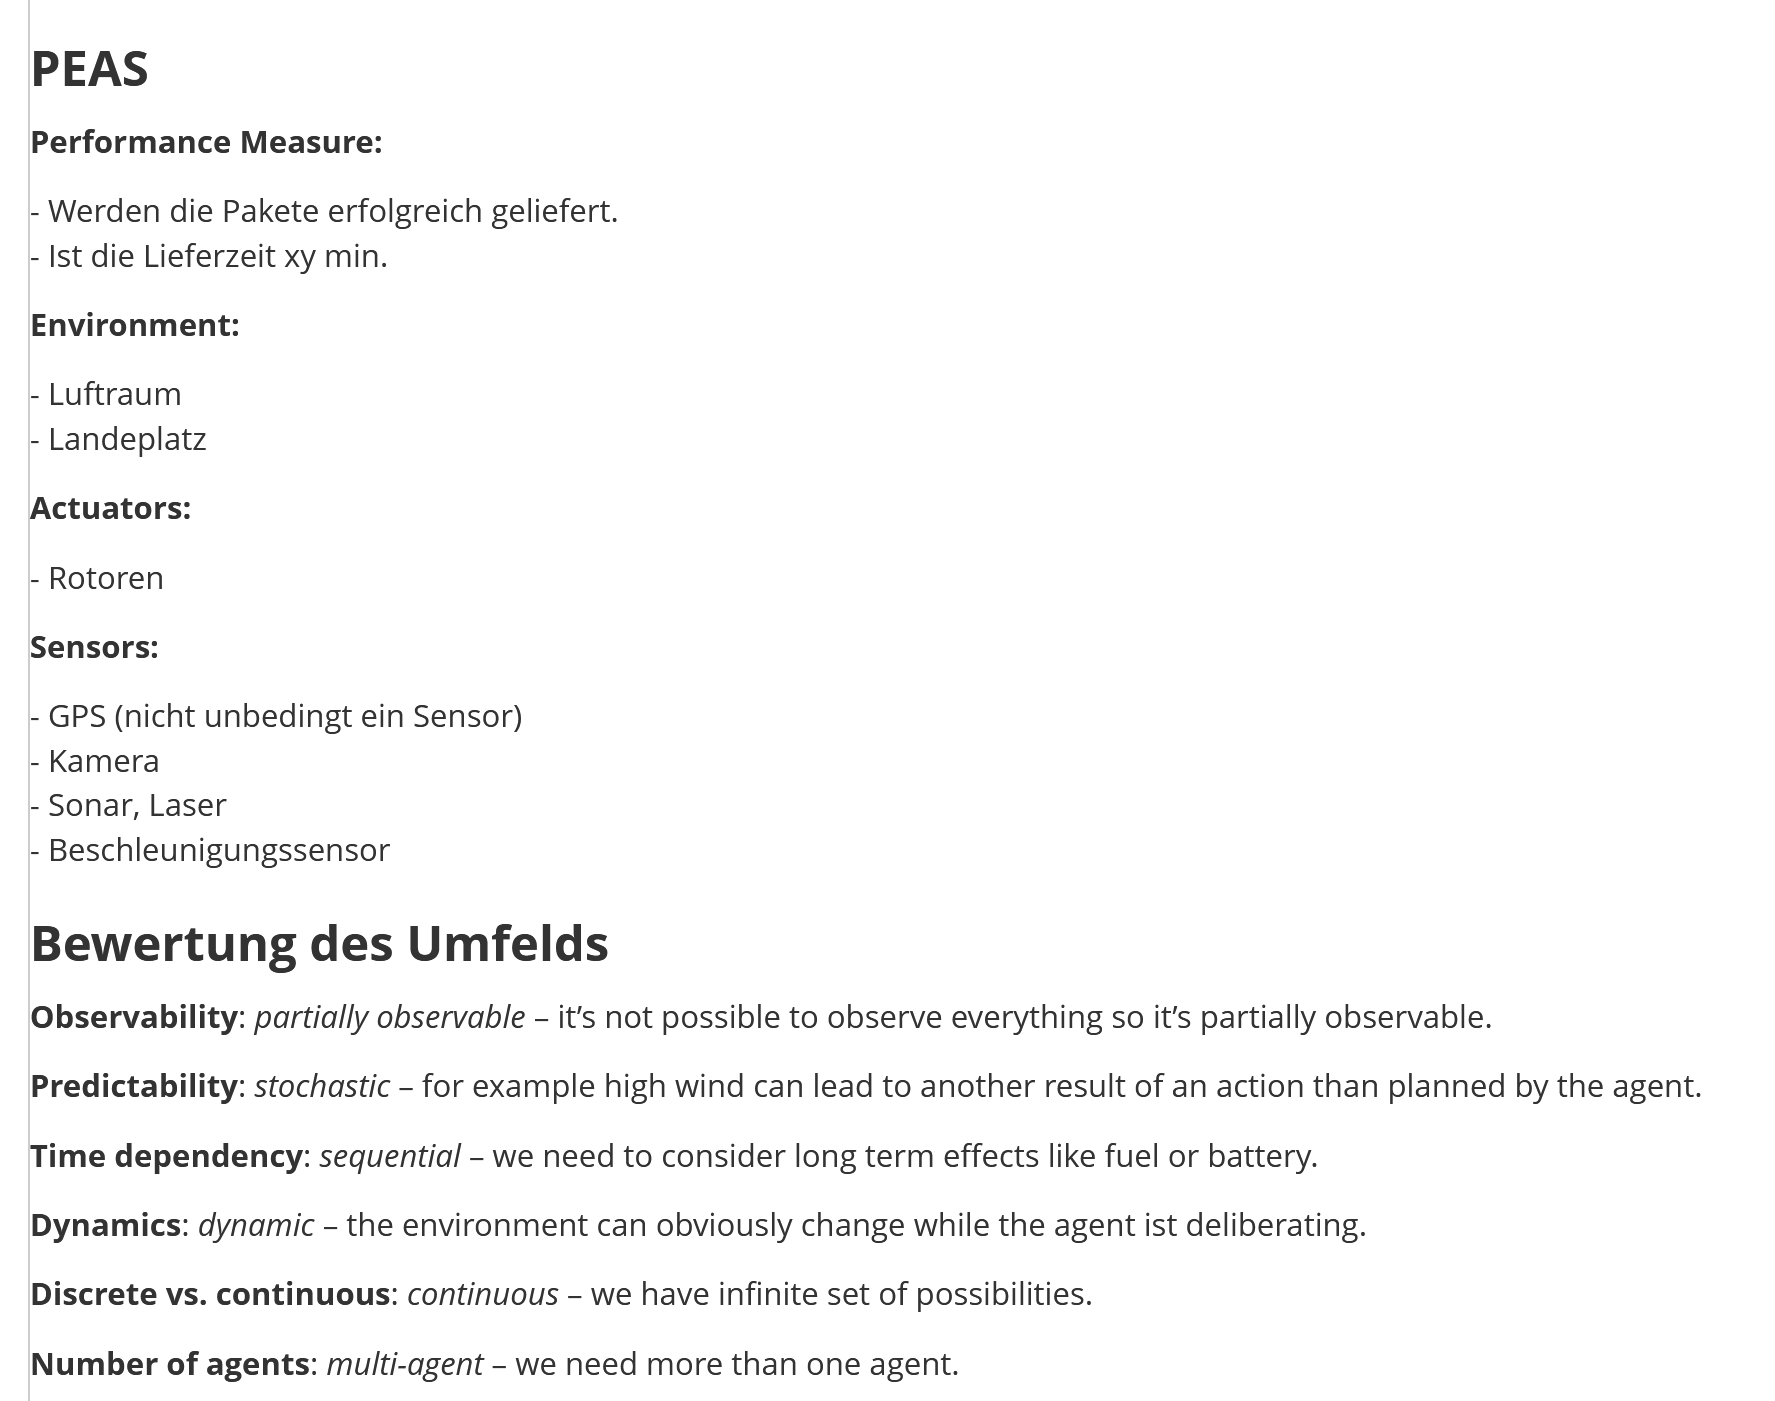 PEAS
Performance Measure:
- Werden die Pakete erfolgreich geliefert.
- Ist die Lieferzeit xy min.
Environment:
- Luftraum
- Landeplatz
Actuators:
- Rotoren
Sensors:
- GPS (nicht unbedingt ein Sensor)
- Kamera
- Sonar, Laser
- Beschleunigungssensor
Bewertung des Umfelds
Observability: partially observable – it’s not possible to observe everything so it’s partially observable.
Predictability: stochastic – for example high wind can lead to another result of an action than planned by the agent.
Time dependency: sequential – we need to consider long term effects like fuel or battery.
Dynamics: dynamic – the environment can obviously change while the agent ist deliberating.
Discrete vs. continuous: continuous – we have infinite set of possibilities.
Number of agents: multi-agent – we need more than one agent.